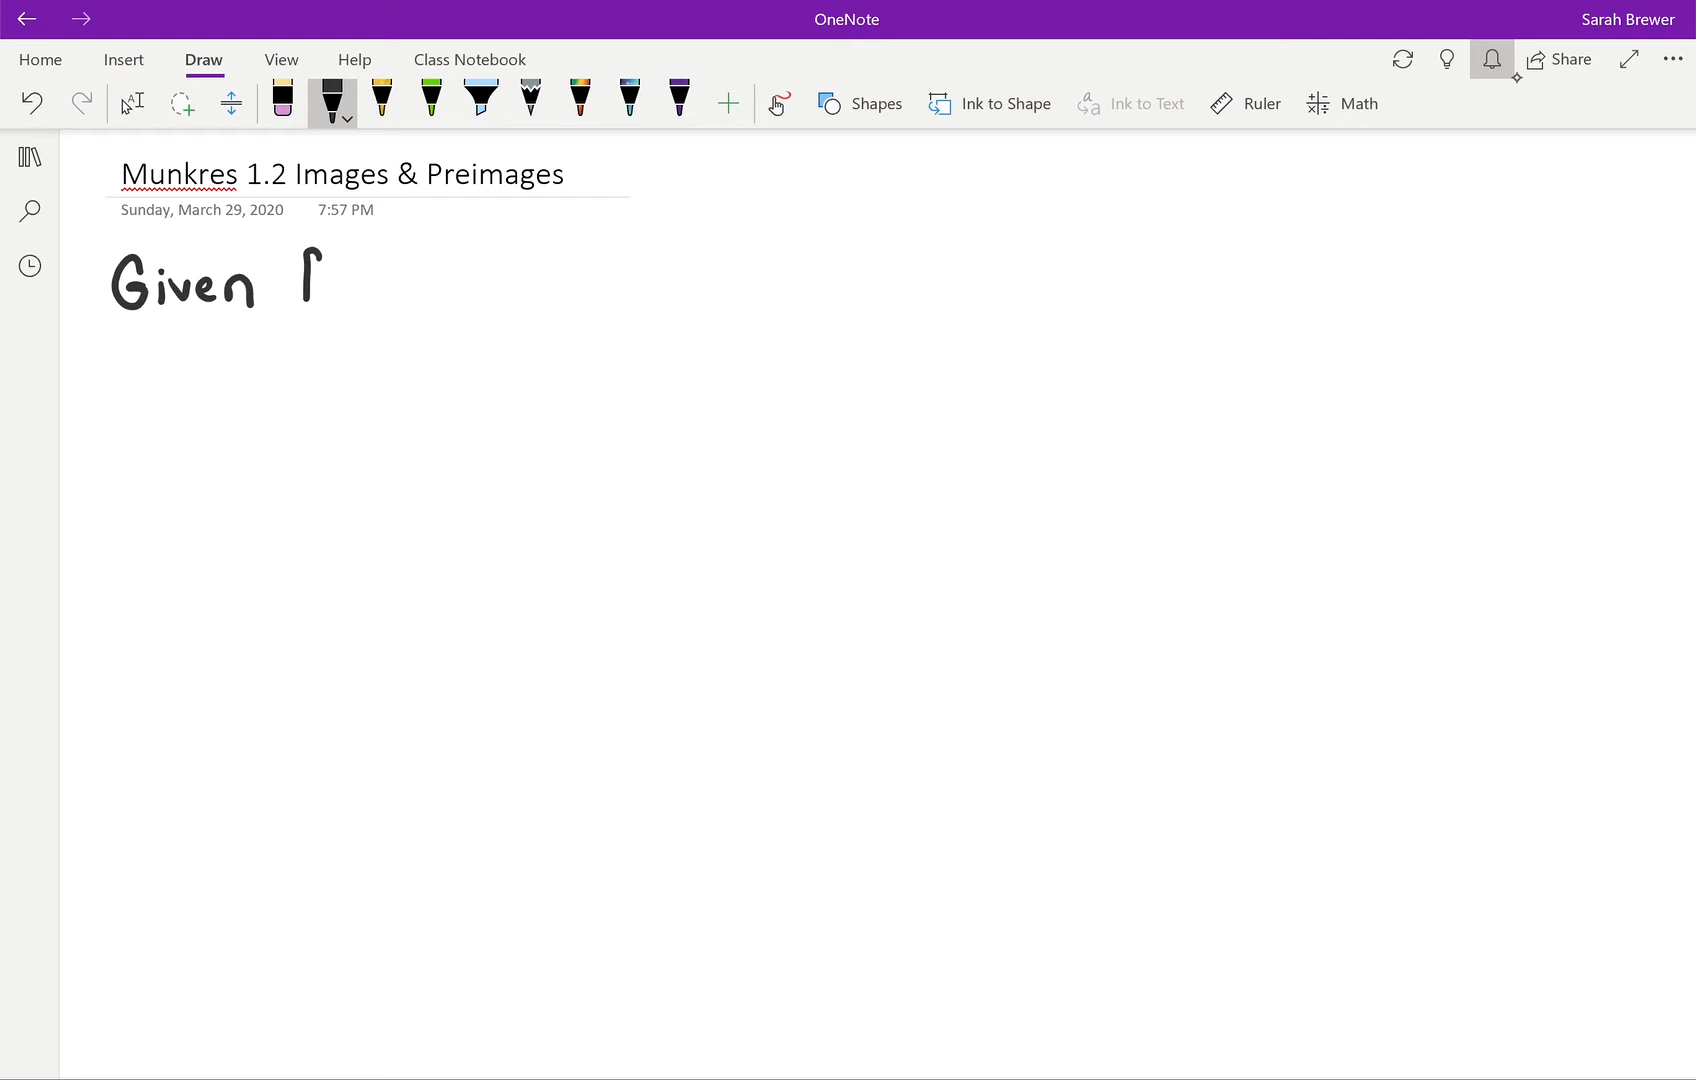 OneNote
Sarah Brewer
Home Insert Draw View Help Class Notebook Share
Shapes Ink to Shape Ink to Text Ruler Math
Munkres 1.2 Images & Preimages
Sunday, March 29, 2020 7:57 PM
Given